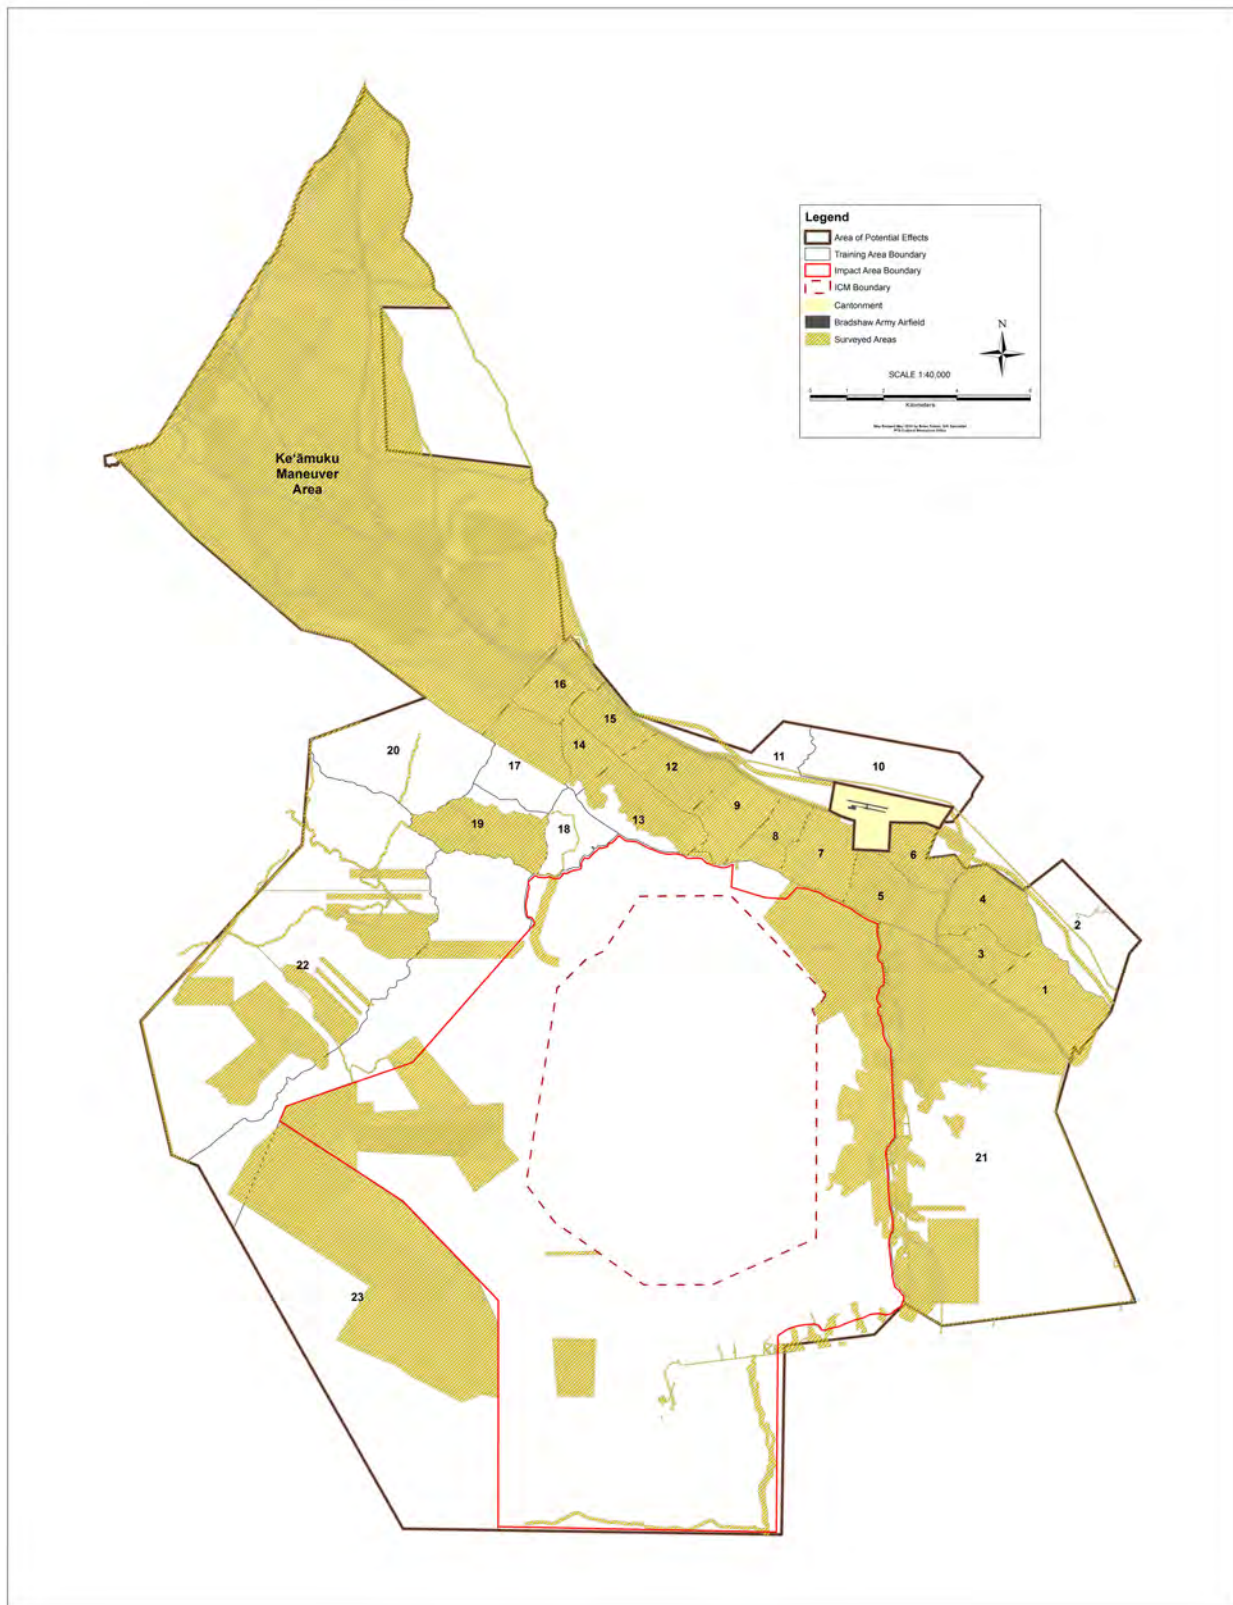 Legend
Area of Potential Effects
Training Area Boundary
Impact Area Boundary
ICM Boundary
Cantonment
Bradshaw Army Airfield
Surveyed Areas
N
SCALE 1:40,000
Kilometers
Keʻāmuku
Maneuver
Area
16
15
14
12
11
10
20
17
9
13
19
18
8
7
6
5
4
2
3
1
22
21
23